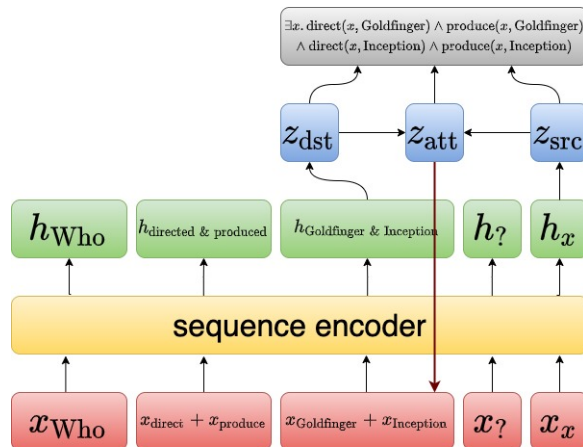 ∃x. direct(x, Goldfinger) ∧ produce(x, Goldfinger)
∧ direct(x, Inception) ∧ produce(x, Inception)
z_dst z_att z_src
h_Who h_directed & produced h_Goldfinger & Inception h_? h_x
sequence encoder
x_Who x_direct + x_produce x_Goldfinger + x_Inception x_? x_x